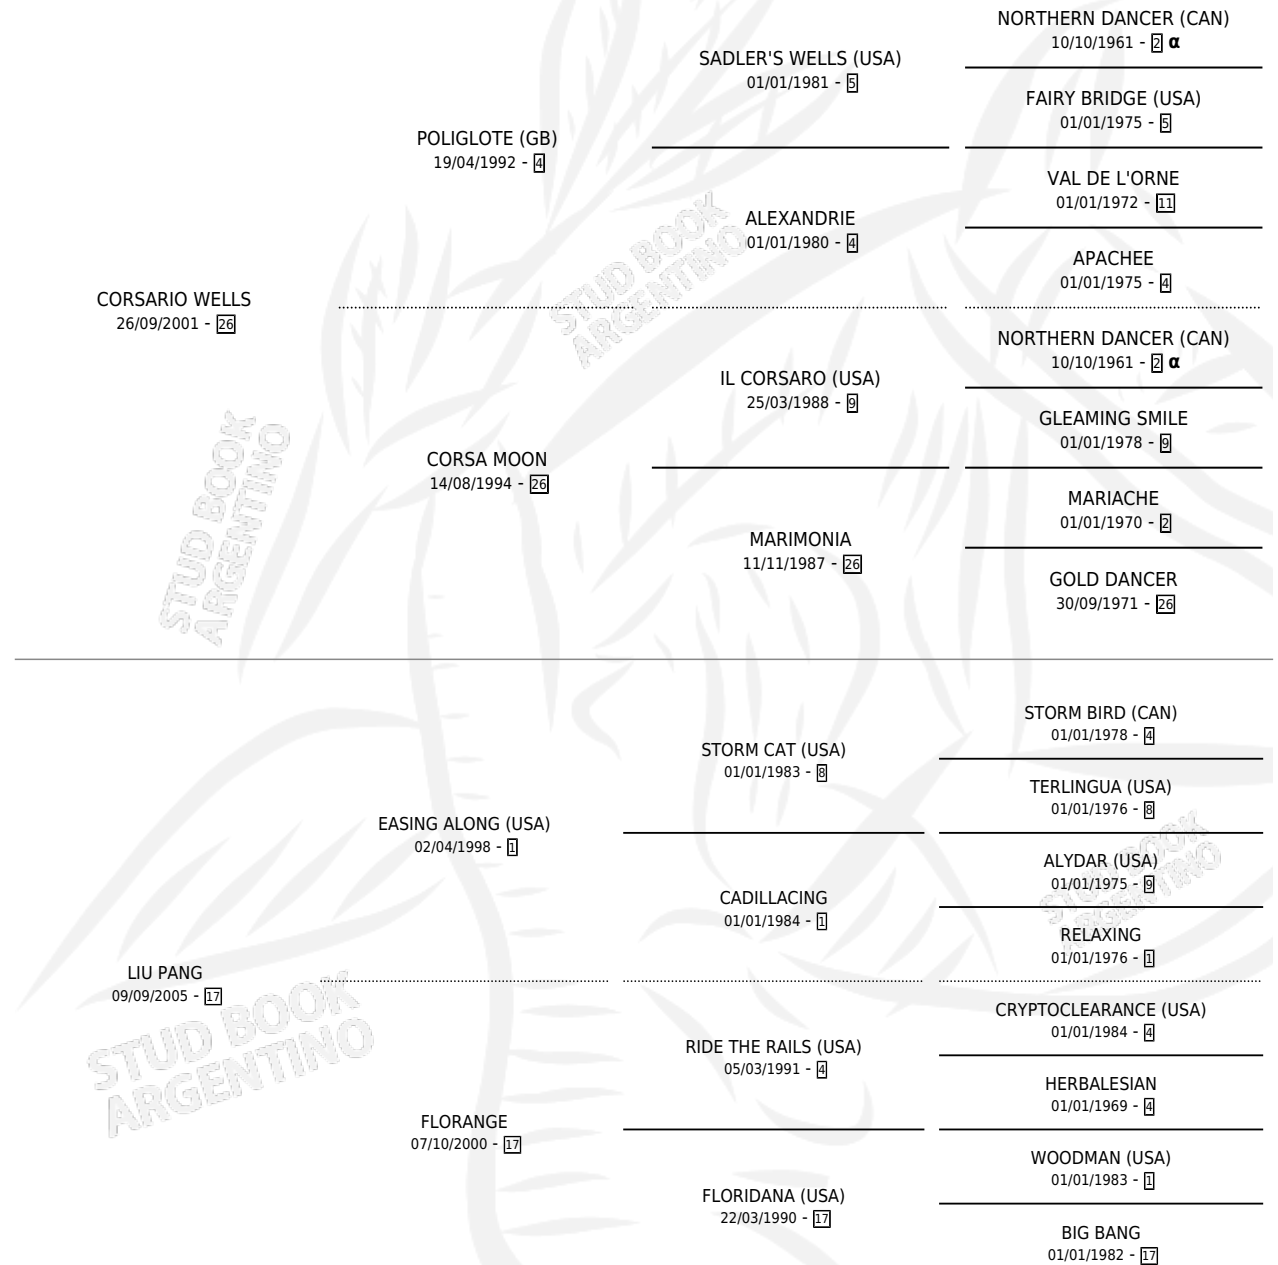 NORTHERN DANCER (CAN)
10/10/1961 - 2 α
SADLER'S WELLS (USA)
01/01/1981 - 5
FAIRY BRIDGE (USA)
01/01/1975 - 5
POLIGLOTE (GB)
19/04/1992 - 4
VAL DE L'ORNE
01/01/1972 - 11
ALEXANDRIE
01/01/1980 - 4
APACHEE
01/01/1975 - 4
CORSARIO WELLS
26/09/2001 - 26
NORTHERN DANCER (CAN)
10/10/1961 - 2 α
IL CORSARO (USA)
25/03/1988 - 9
GLEAMING SMILE
01/01/1978 - 9
CORSA MOON
14/08/1994 - 26
MARIACHE
01/01/1970 - 2
MARIMONIA
11/11/1987 - 26
GOLD DANCER
30/09/1971 - 26
STORM BIRD (CAN)
01/01/1978 - 4
STORM CAT (USA)
01/01/1983 - 8
TERLINGUA (USA)
01/01/1976 - 8
EASING ALONG (USA)
02/04/1998 - 1
ALYDAR (USA)
01/01/1975 - 9
CADILLACING
01/01/1984 - 1
RELAXING
01/01/1976 - 1
LIU PANG
09/09/2005 - 17
CRYPTOCLEARANCE (USA)
01/01/1984 - 4
RIDE THE RAILS (USA)
05/03/1991 - 4
HERBALESIAN
01/01/1969 - 4
FLORANGE
07/10/2000 - 17
WOODMAN (USA)
01/01/1983 - 1
FLORIDANA (USA)
22/03/1990 - 17
BIG BANG
01/01/1982 - 17
STUD BOOK
ARGENTINO
STUD BOOK
ARGENTINO
STUD BOOK
ARGENTINO
STUD BOOK
ARGENTINO